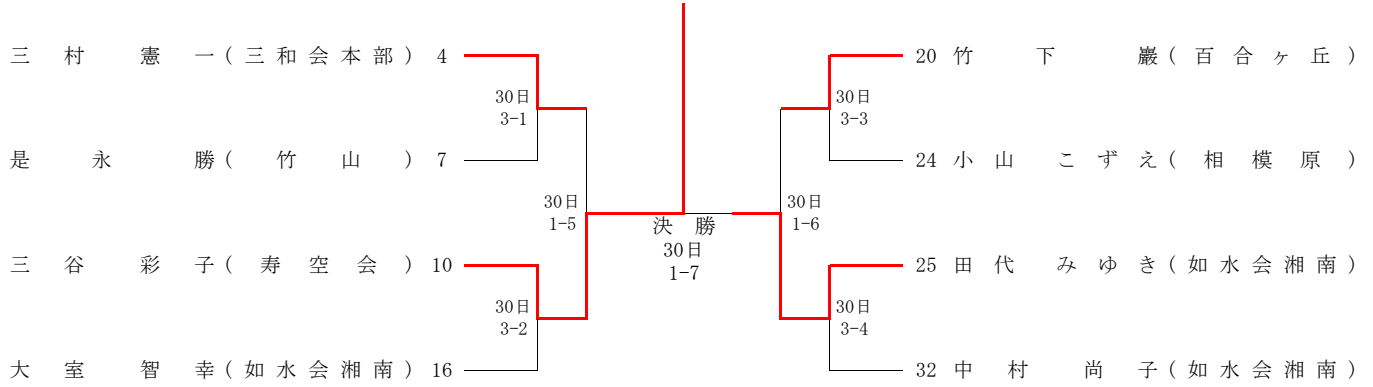 三村 憲一(三和会本部) 4
20 竹下 巖(百合ヶ丘)
30日
3-1
30日
3-3
是永 勝(竹山) 7
24 小山 こずえ(相模原)
30日
1-5
決勝
30日
1-7
30日
1-6
三谷 彩子(寿空会) 10
25 田代 みゆき(如水会湘南)
30日
3-2
30日
3-4
大室 智幸(如水会湘南) 16
32 中村 尚子(如水会湘南)